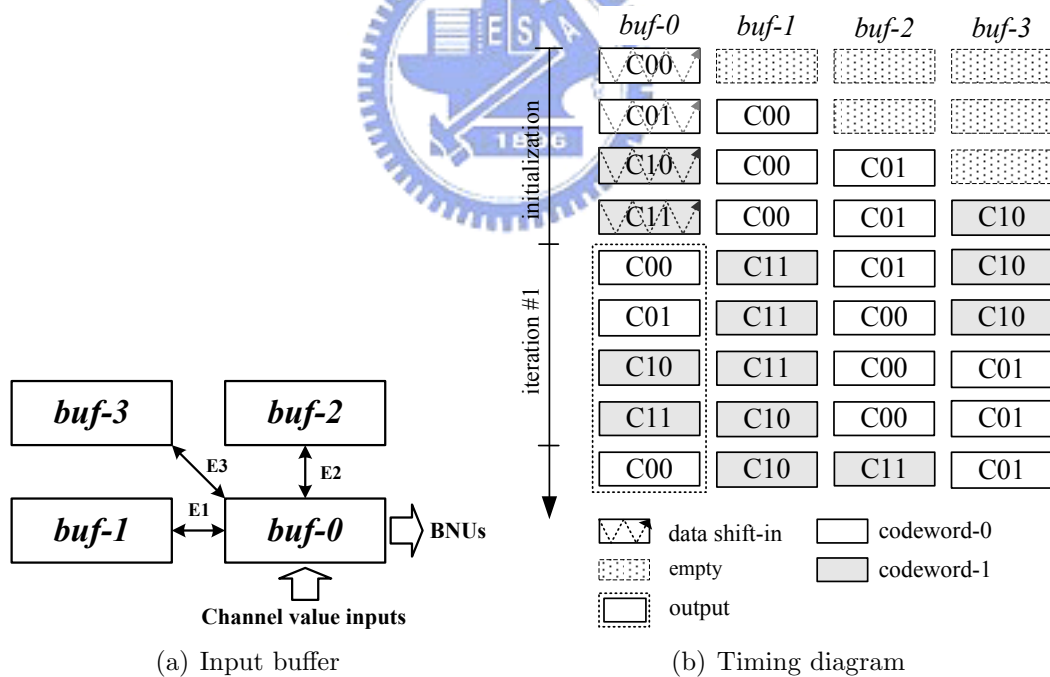 buf-0 buf-1 buf-2 buf-3
C00
C01 C00
C10 C00 C01
C11 C00 C01 C10
C00 C11 C01 C10
C01 C11 C00 C10
C10 C11 C00 C01
C11 C10 C00 C01
C00 C10 C11 C01
initialization
iteration #1
data shift-in
codeword-0
empty
codeword-1
output
buf-3
buf-2
E3
E2
buf-1
E1
buf-0
BNUs
Channel value inputs
(a) Input buffer
(b) Timing diagram
E S A
1896